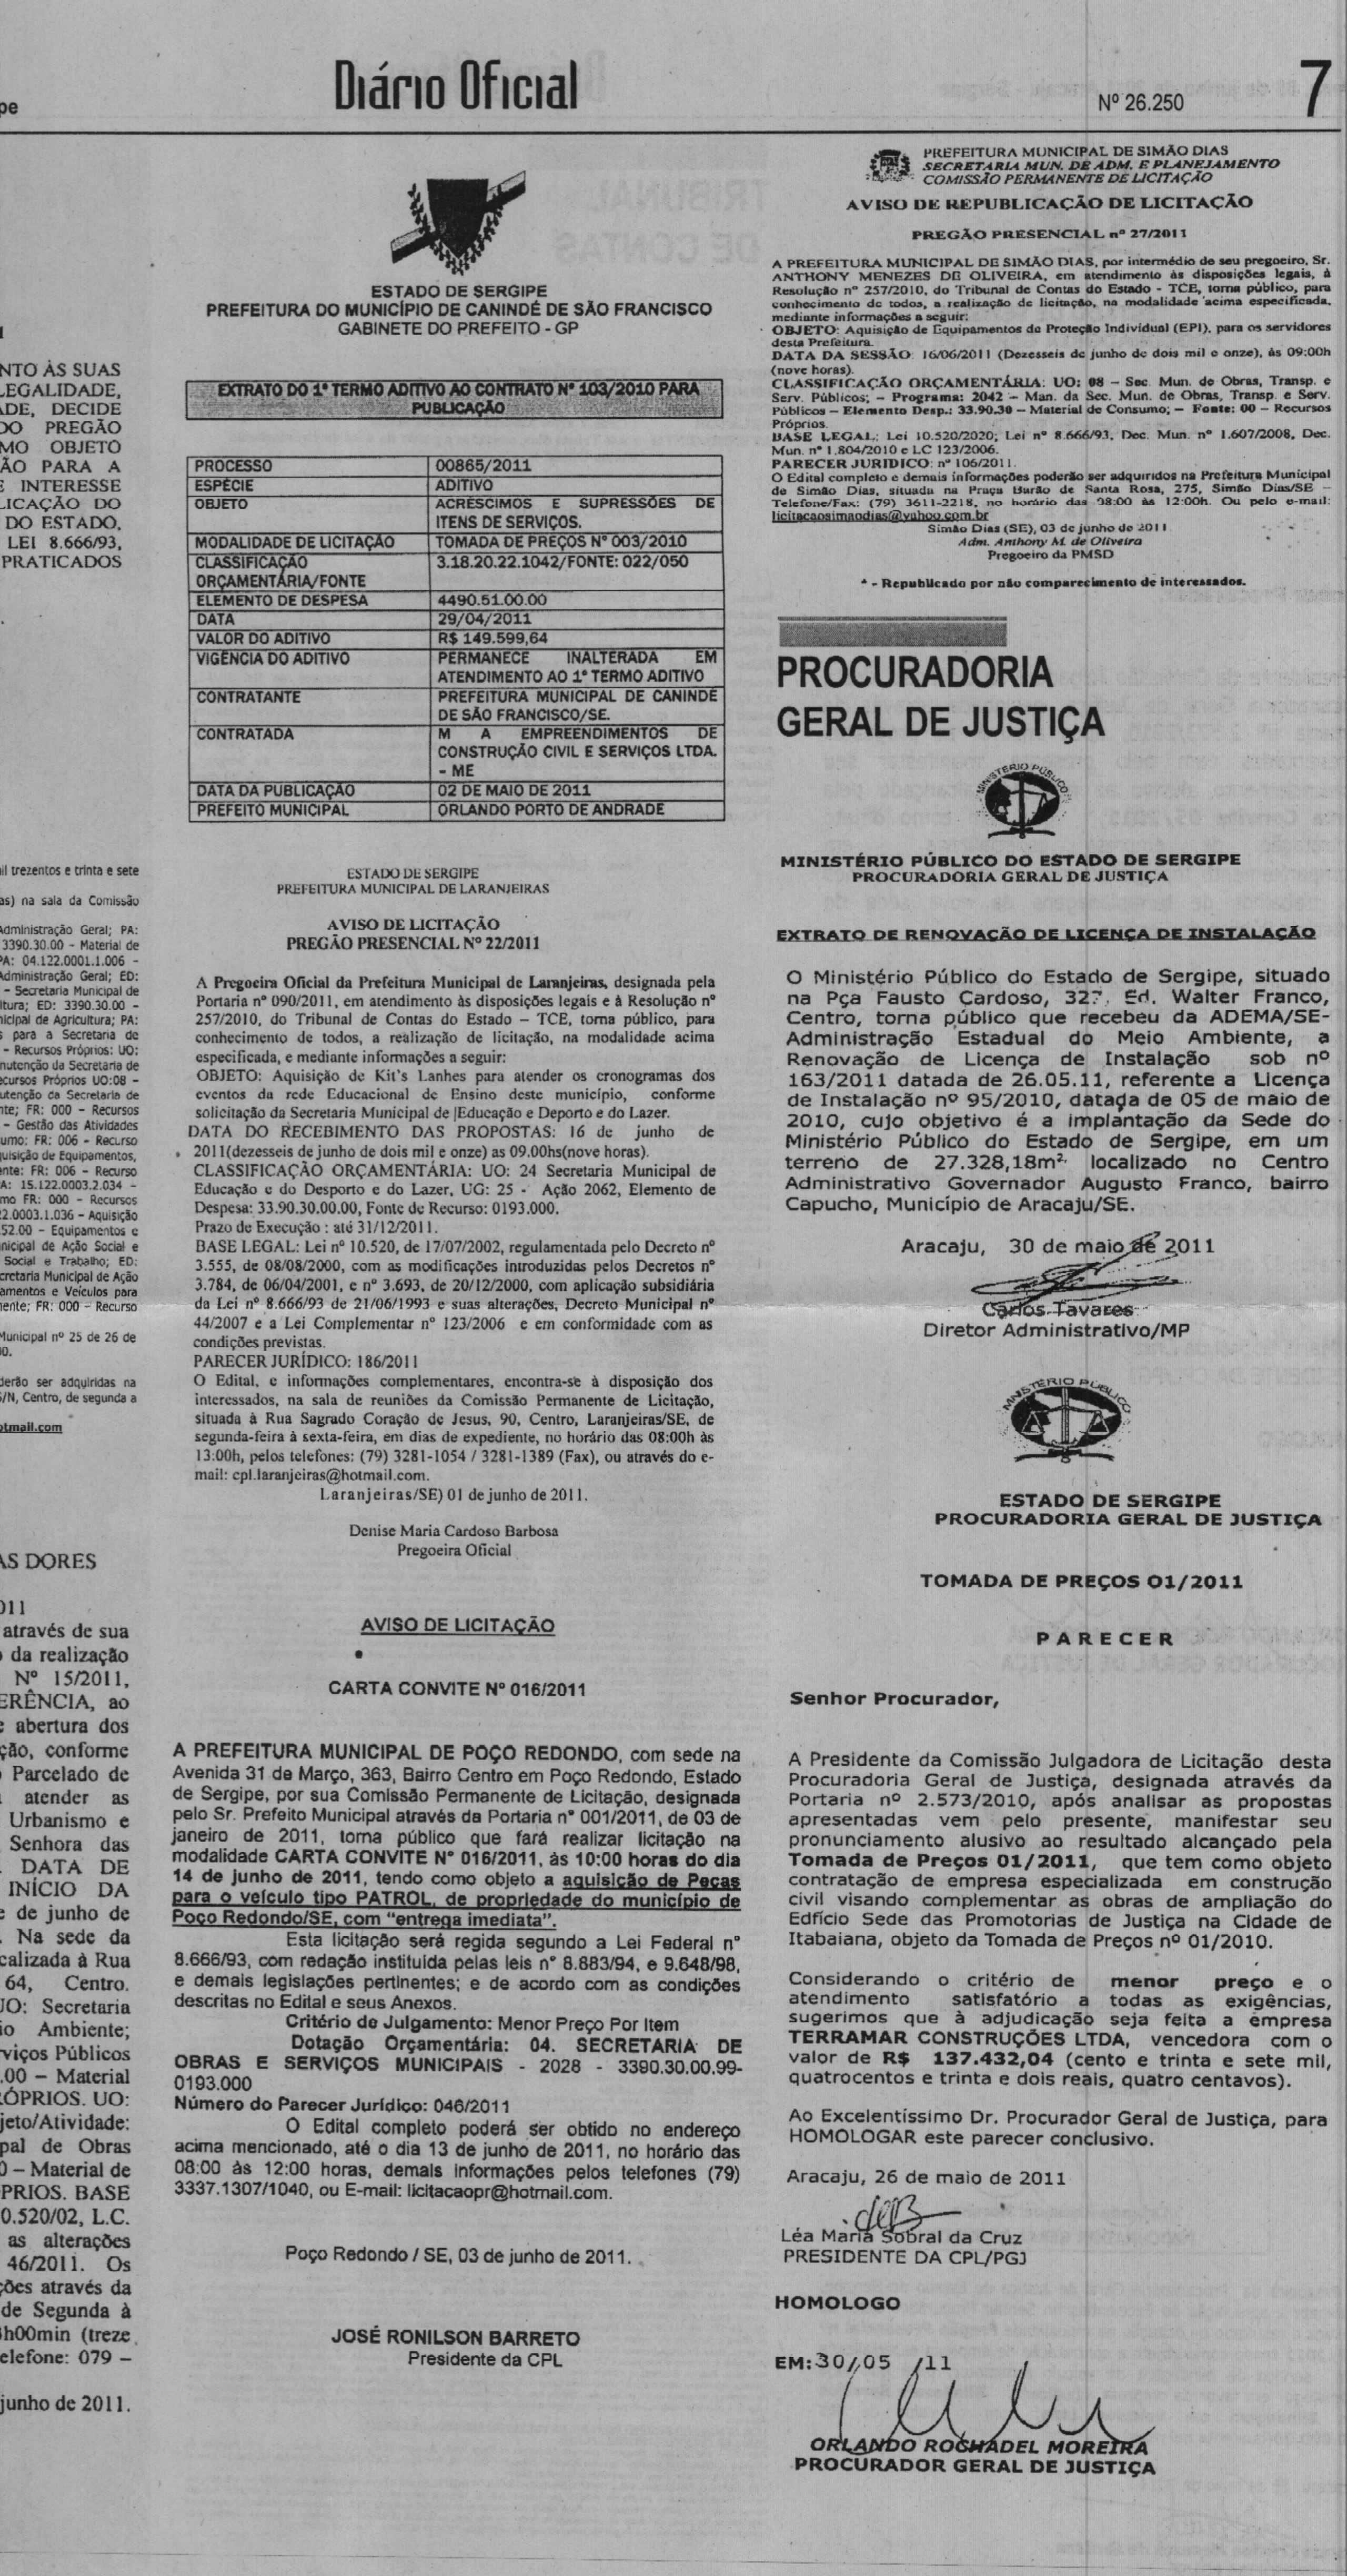 pe
Diário Oficial
Nº 26.250
7
NTO ÀS SUAS
LEGALIDADE,
ADE, DECIDE
DO PREGÃO
MO OBJETO
ÃO PARA A
E INTERESSE
LICAÇÃO DO
DO ESTADO,
LEI 8.666/93,
PRATICADOS
il trezentos e trinta e sete
as) na sala da Comissão
Administração Geral; PA:
3390.30.00 - Material de
PA: 04.122.0001.1.006 -
Administração Geral; ED:
- Secretaria Municipal de
ltura; ED: 3390.30.00 -
nicipal de Agricultura; PA:
s para a Secretaria de
- Recursos Próprios: UO:
nutenção da Secretaria de
ecursos Próprios UO:08 -
utenção da Secretaria de
nte; FR: 000 - Recursos
- Gestão das Atividades
sumo: FR: 006 - Recurso
quisição de Equipamentos,
ente: FR: 006 - Recurso
A: 15.122.0003.2.034 -
mo FR: 000 - Recursos
2.0003.1.036 - Aquisição
52.00 - Equipamentos e
nicipal de Ação Social e
Social e Trabalho; ED:
cretaria Municipal de Ação
amentos e Veículos para
nente; FR: 000 - Recurso
Municipal nº 25 de 26 de
00.
derão ser adquiridas na
S/N, Centro, de segunda a
otmail.com
AS DORES
011
através de sua
o da realização
Nº 15/2011,
ERÊNCIA, ao
e abertura dos
ção, conforme
o Parcelado de
atender as
Urbanismo e
Senhora das
. DATA DE
INÍCIO DA
e de junho de
. Na sede da
calizada à Rua
64, Centro.
UO: Secretaria
io Ambiente;
rviços Públicos
.00 – Material
RÓPRIOS. UO:
jeto/Atividade:
pal de Obras
0 – Material de
PRIOS. BASE
0.520/02, L.C.
as alterações
46/2011. Os
ções através da
de Segunda à
3h00min (treze
elefone: 079 –
junho de 2011.
ESTADO DE SERGIPE
PREFEITURA DO MUNICÍPIO DE CANINDÉ DE SÃO FRANCISCO
GABINETE DO PREFEITO - GP
EXTRATO DO 1º TERMO ADITIVO AO CONTRATO Nº 103/2010 PARA
PUBLICAÇÃO
PROCESSO 00865/2011
ESPÉCIE ADITIVO
OBJETO ACRÉSCIMOS E SUPRESSÕES DE
ITENS DE SERVIÇOS.
MODALIDADE DE LICITAÇÃO TOMADA DE PREÇOS Nº 003/2010
CLASSIFICAÇÃO 3.18.20.22.1042/FONTE: 022/050
ORÇAMENTÁRIA/FONTE
ELEMENTO DE DESPESA 4490.51.00.00
DATA 29/04/2011
VALOR DO ADITIVO R$ 149.599,64
VIGÊNCIA DO ADITIVO PERMANECE INALTERADA EM
ATENDIMENTO AO 1º TERMO ADITIVO
CONTRATANTE PREFEITURA MUNICIPAL DE CANINDÉ
DE SÃO FRANCISCO/SE.
CONTRATADA M A EMPREENDIMENTOS DE
CONSTRUÇÃO CIVIL E SERVIÇOS LTDA.
- ME
DATA DA PUBLICAÇÃO 02 DE MAIO DE 2011
PREFEITO MUNICIPAL ORLANDO PORTO DE ANDRADE
ESTADO DE SERGIPE
PREFEITURA MUNICIPAL DE LARANJEIRAS
AVISO DE LICITAÇÃO
PREGÃO PRESENCIAL Nº 22/2011
A Pregoeira Oficial da Prefeitura Municipal de Laranjeiras, designada pela
Portaria nº 090/2011, em atendimento às disposições legais e à Resolução nº
257/2010, do Tribunal de Contas do Estado – TCE, torna público, para
conhecimento de todos, a realização de licitação, na modalidade acima
especificada, e mediante informações a seguir:
OBJETO: Aquisição de Kit's Lanhes para atender os cronogramas dos
eventos da rede Educacional de Ensino deste município, conforme
solicitação da Secretaria Municipal de |Educação e Deporto e do Lazer.
DATA DO RECEBIMENTO DAS PROPOSTAS: 16 de junho de
2011(dezesseis de junho de dois mil e onze) as 09.00hs(nove horas).
CLASSIFICAÇÃO ORÇAMENTÁRIA: UO: 24 Secretaria Municipal de
Educação e do Desporto e do Lazer, UG: 25 - Ação 2062, Elemento de
Despesa: 33.90.30.00.00, Fonte de Recurso: 0193.000.
Prazo de Execução : até 31/12/2011.
BASE LEGAL: Lei nº 10.520, de 17/07/2002, regulamentada pelo Decreto nº
3.555, de 08/08/2000, com as modificações introduzidas pelos Decretos nº
3.784, de 06/04/2001, e nº 3.693, de 20/12/2000, com aplicação subsidiária
da Lei nº 8.666/93 de 21/06/1993 e suas alterações, Decreto Municipal nº
44/2007 e a Lei Complementar nº 123/2006 e em conformidade com as
condições previstas.
PARECER JURÍDICO: 186/2011
O Edital, e informações complementares, encontra-se à disposição dos
interessados, na sala de reuniões da Comissão Permanente de Licitação,
situada à Rua Sagrado Coração de Jesus, 90, Centro, Laranjeiras/SE, de
segunda-feira à sexta-feira, em dias de expediente, no horário das 08:00h às
13:00h, pelos telefones: (79) 3281-1054 / 3281-1389 (Fax), ou através do e-
mail: cpl.laranjeiras@hotmail.com.
Laranjeiras/SE) 01 de junho de 2011.
Denise Maria Cardoso Barbosa
Pregoeira Oficial
AVISO DE LICITAÇÃO
CARTA CONVITE Nº 016/2011
A PREFEITURA MUNICIPAL DE POÇO REDONDO, com sede na
Avenida 31 de Março, 363, Bairro Centro em Poço Redondo, Estado
de Sergipe, por sua Comissão Permanente de Licitação, designada
pelo Sr. Prefeito Municipal através da Portaria nº 001/2011, de 03 de
janeiro de 2011, torna público que fará realizar licitação na
modalidade CARTA CONVITE Nº 016/2011, às 10:00 horas do dia
14 de junho de 2011, tendo como objeto a aquisição de Peças
para o veículo tipo PATROL, de propriedade do município de
Poço Redondo/SE, com "entrega imediata".
Esta licitação será regida segundo a Lei Federal nº
8.666/93, com redação instituida pelas leis nº 8.883/94, e 9.648/98,
e demais legislações pertinentes; e de acordo com as condições
descritas no Edital e seus Anexos.
Critério de Julgamento: Menor Preço Por Item
Dotação Orçamentária: 04. SECRETARIA DE
OBRAS E SERVIÇOS MUNICIPAIS - 2028 - 3390.30.00.99-
0193.000
Número do Parecer Jurídico: 046/2011
O Edital completo poderá ser obtido no endereço
acima mencionado, até o dia 13 de junho de 2011, no horário das
08:00 às 12:00 horas, demais informações pelos telefones (79)
3337.1307/1040, ou E-mail: licitacaopr@hotmail.com.
Poço Redondo / SE, 03 de junho de 2011.
JOSÉ RONILSON BARRETO
Presidente da CPL
PREFEITURA MUNICIPAL DE SIMÃO DIAS
SECRETARIA MUN. DE ADM. E PLANEJAMENTO
COMISSÃO PERMANENTE DE LICITAÇÃO
AVISO DE REPUBLICAÇÃO DE LICITAÇÃO
PREGÃO PRESENCIAL nº 27/2011
A PREFEITURA MUNICIPAL DE SIMÃO DIAS, por intermédio de seu pregoeiro, Sr.
ANTHONY MENEZES DE OLIVEIRA, em atendimento às disposições legais, à
Resolução nº 257/2010, do Tribunal de Contas do Estado - TCE, torna público, para
conhecimento de todos, a realização de licitação, na modalidade acima especificada,
mediante informações a seguir:
OBJETO: Aquisição de Equipamentos de Proteção Individual (EPI), para os servidores
desta Prefeitura.
DATA DA SESSÃO: 16/06/2011 (Dezesseis de junho de dois mil e onze), às 09:00h
(nove horas).
CLASSIFICAÇÃO ORÇAMENTÁRIA: UO: 08 – Sec. Mun. de Obras, Transp. e
Serv. Públicos; – Programa: 2042 – Man. da Sec. Mun. de Obras, Transp. e Serv.
Públicos – Elemento Desp.: 33.90.30 – Material de Consumo; – Fonte: 00 – Recursos
Próprios.
BASE LEGAL: Lei 10.520/2020; Lei nº 8.666/93, Dec. Mun. nº 1.607/2008, Dec.
Mun. nº 1.804/2010 e LC 123/2006.
PARECER JURIDICO: nº 106/2011.
O Edital completo e demais informações poderão ser adquiridos na Prefeitura Municipal
de Simão Dias, situada na Praça Barão de Santa Rosa, 275, Simão Dias/SE –
Telefone/Fax: (79) 3611-2218, no horário das 08:00 às 12:00h. Ou pelo e-mail:
licitacaosimaodias@yahoo.com.br
Simão Dias (SE), 03 de junho de 2011.
Adm. Anthony M. de Oliveira
Pregoeiro da PMSD
* - Republicado por não comparecimento de interessados.
PROCURADORIA
GERAL DE JUSTIÇA
MINISTÉRIO PÚBLICO
MINISTÉRIO PÚBLICO DO ESTADO DE SERGIPE
PROCURADORIA GERAL DE JUSTIÇA
EXTRATO DE RENOVAÇÃO DE LICENÇA DE INSTALAÇÃO
O Ministério Público do Estado de Sergipe, situado
na Pça Fausto Cardoso, 327, Ed. Walter Franco,
Centro, torna público que recebeu da ADEMA/SE-
Administração Estadual do Meio Ambiente, a
Renovação de Licença de Instalação sob nº
163/2011 datada de 26.05.11, referente a Licença
de Instalação nº 95/2010, datada de 05 de maio de
2010, cujo objetivo é a implantação da Sede do
Ministério Público do Estado de Sergipe, em um
terreno de 27.328,18m², localizado no Centro
Administrativo Governador Augusto Franco, bairro
Capucho, Município de Aracaju/SE.
Aracaju, 30 de maio de 2011
Carlos Tavares
Diretor Administrativo/MP
MINISTÉRIO PÚBLICO
ESTADO DE SERGIPE
PROCURADORIA GERAL DE JUSTIÇA
TOMADA DE PREÇOS 01/2011
PARECER
Senhor Procurador,
A Presidente da Comissão Julgadora de Licitação desta
Procuradoria Geral de Justiça, designada através da
Portaria nº 2.573/2010, após analisar as propostas
apresentadas vem pelo presente, manifestar seu
pronunciamento alusivo ao resultado alcançado pela
Tomada de Preços 01/2011, que tem como objeto
contratação de empresa especializada em construção
civil visando complementar as obras de ampliação do
Edfício Sede das Promotorias de Justiça na Cidade de
Itabaiana, objeto da Tomada de Preços nº 01/2010.
Considerando o critério de menor preço e o
atendimento satisfatório a todas as exigências,
sugerimos que à adjudicação seja feita a empresa
TERRAMAR CONSTRUÇÕES LTDA, vencedora com o
valor de R$ 137.432,04 (cento e trinta e sete mil,
quatrocentos e trinta e dois reais, quatro centavos).
Ao Excelentíssimo Dr. Procurador Geral de Justiça, para
HOMOLOGAR este parecer conclusivo.
Aracaju, 26 de maio de 2011
Léa Maria Sobral da Cruz
PRESIDENTE DA CPL/PGJ
HOMOLOGO
EM: 30/05/11
ORLANDO ROCHADEL MOREIRA
PROCURADOR GERAL DE JUSTIÇA